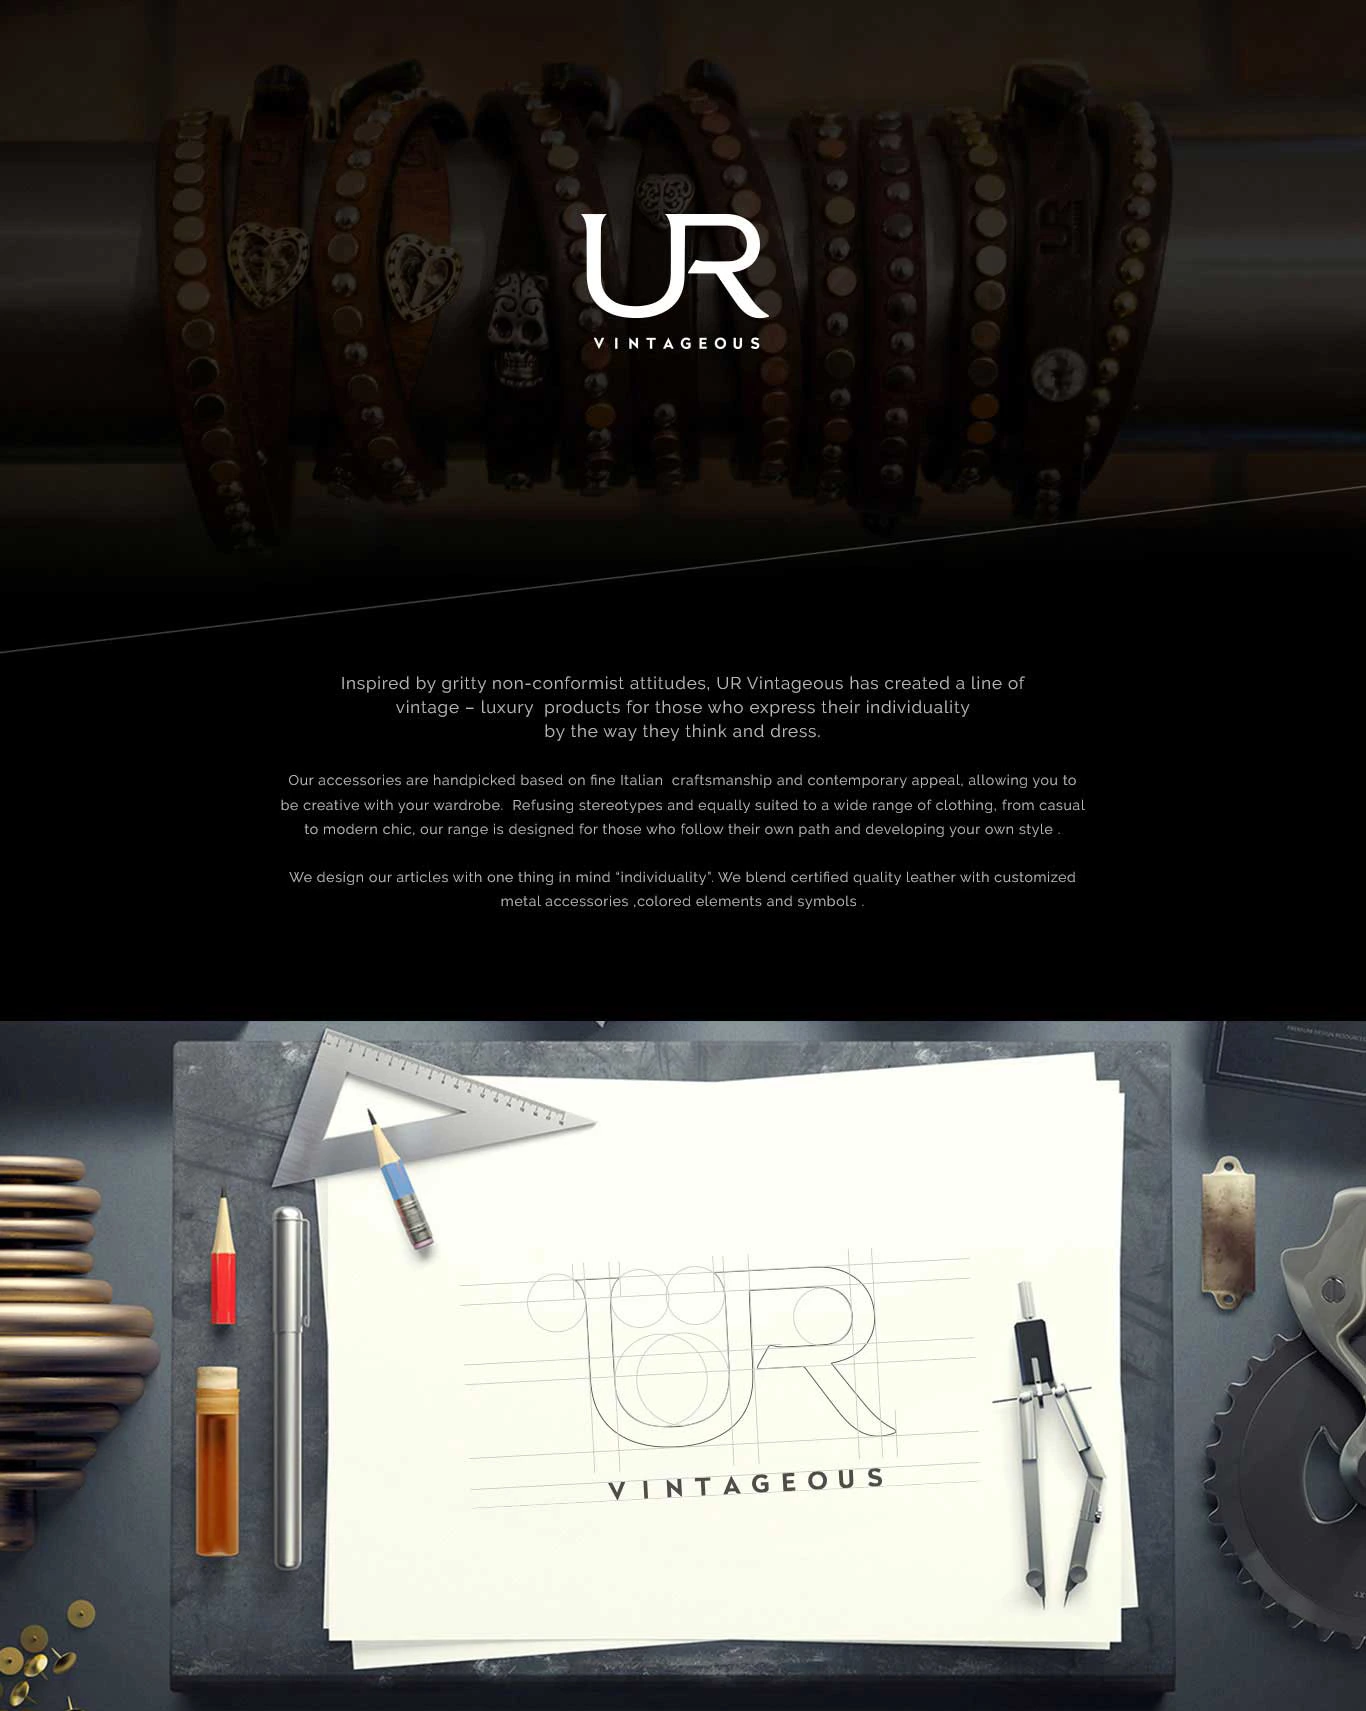 UR
VINTAGEOUS
Inspired by gritty non-conformist attitudes, UR Vintageous has created a line of
vintage – luxury  products for those who express their individuality
by the way they think and dress.
Our accessories are handpicked based on fine Italian  craftsmanship and contemporary appeal, allowing you to
be creative with your wardrobe.  Refusing stereotypes and equally suited to a wide range of clothing, from casual
to modern chic, our range is designed for those who follow their own path and developing your own style .
We design our articles with one thing in mind “individuality”. We blend certified quality leather with customized
metal accessories ,colored elements and symbols .
PREMIUM DESIGN
UR
VINTAGEOUS